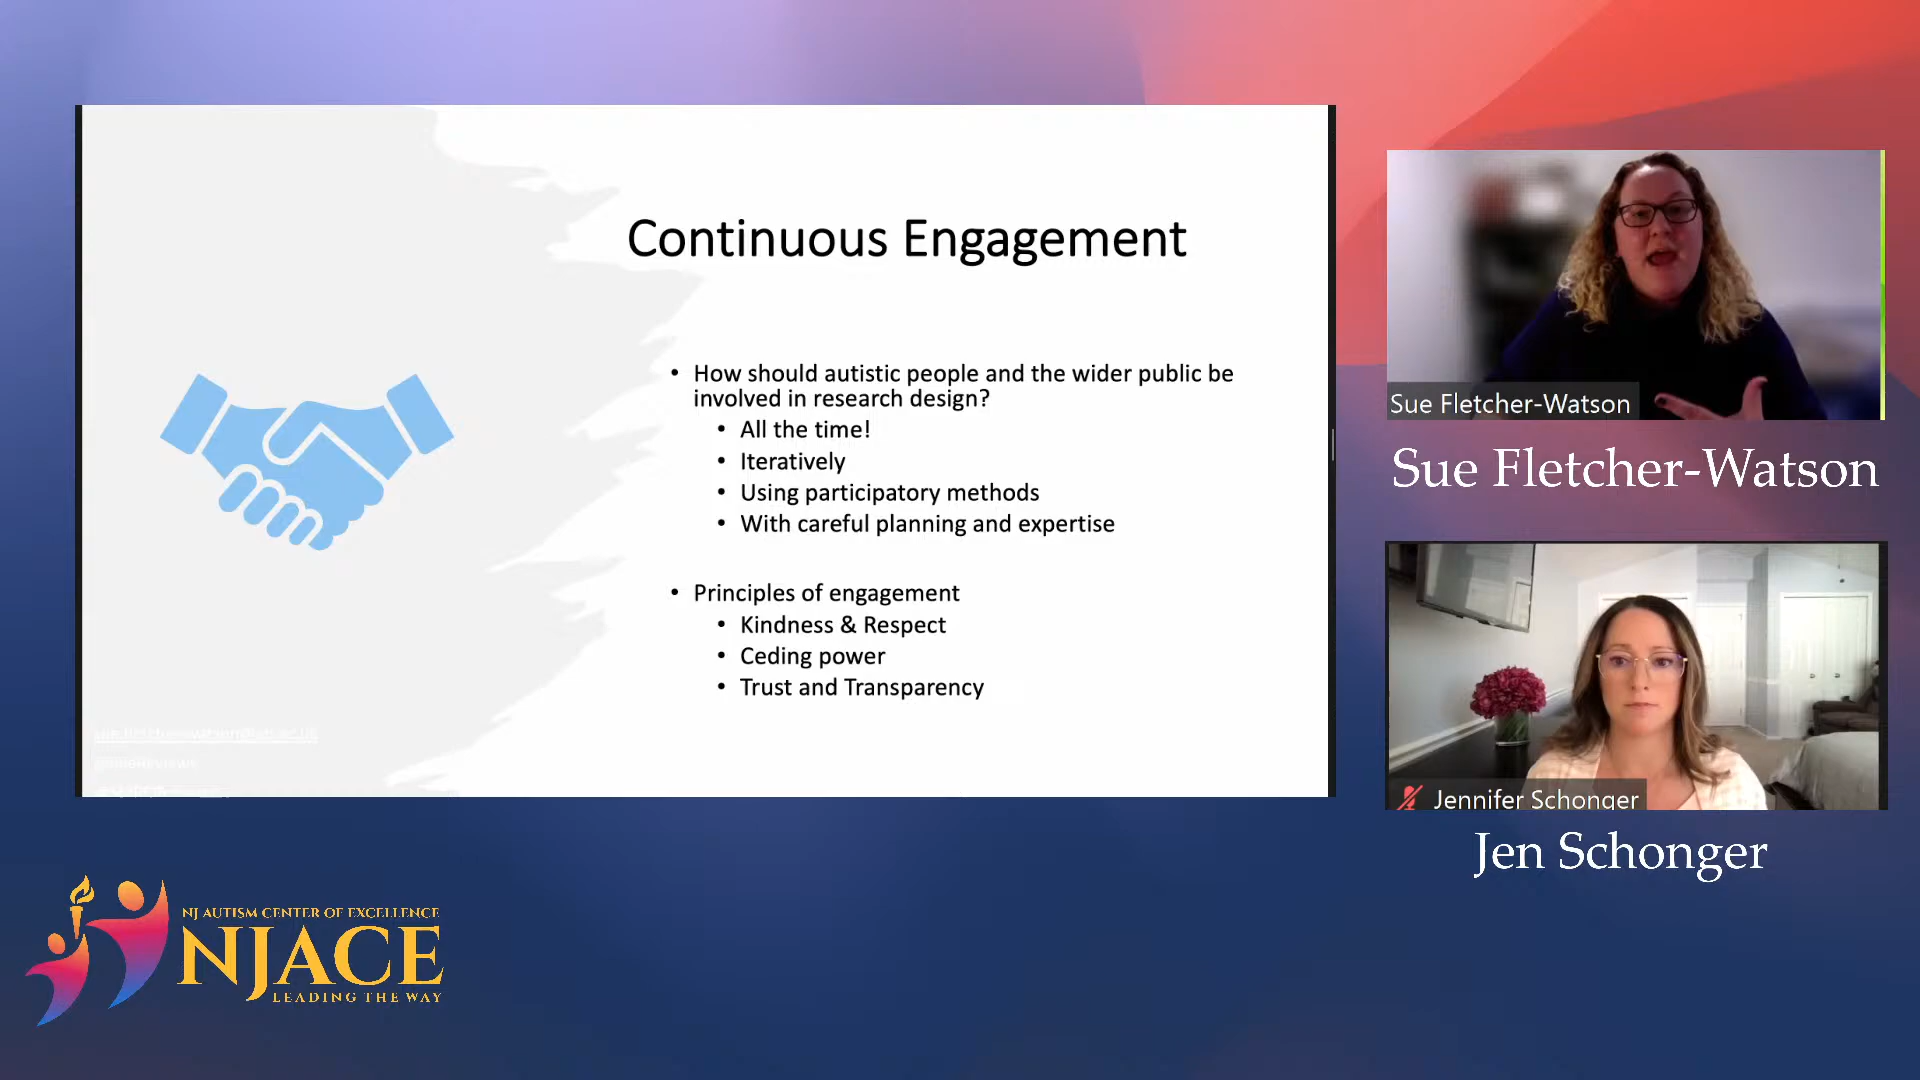 Continuous Engagement
• How should autistic people and the wider public be
involved in research design?
• All the time!
• Iteratively
• Using participatory methods
• With careful planning and expertise
• Principles of engagement
• Kindness & Respect
• Ceding power
• Trust and Transparency
Sue Fletcher-Watson
Sue Fletcher-Watson
Jennifer Schonger
Jen Schonger
NJ AUTISM CENTER OF EXCELLENCE
NJACE
LEADING THE WAY